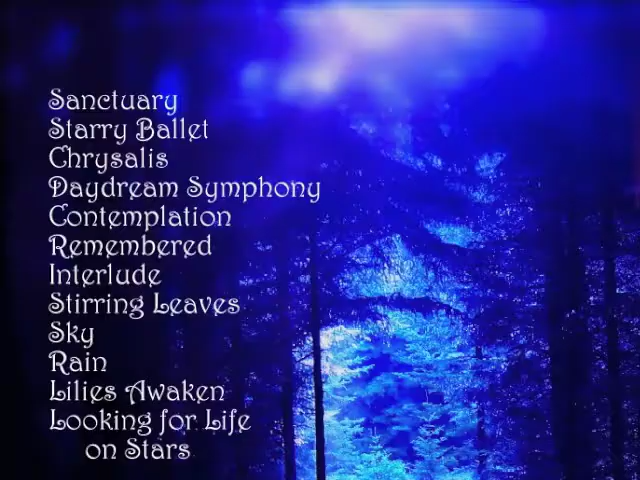 Sanctuary
Starry Ballet
Chrysalis
Daydream Symphony
Contemplation
Remembered
Interlude
Stirring Leaves
Sky
Rain
Lilies Awaken
Looking for Life
on Stars